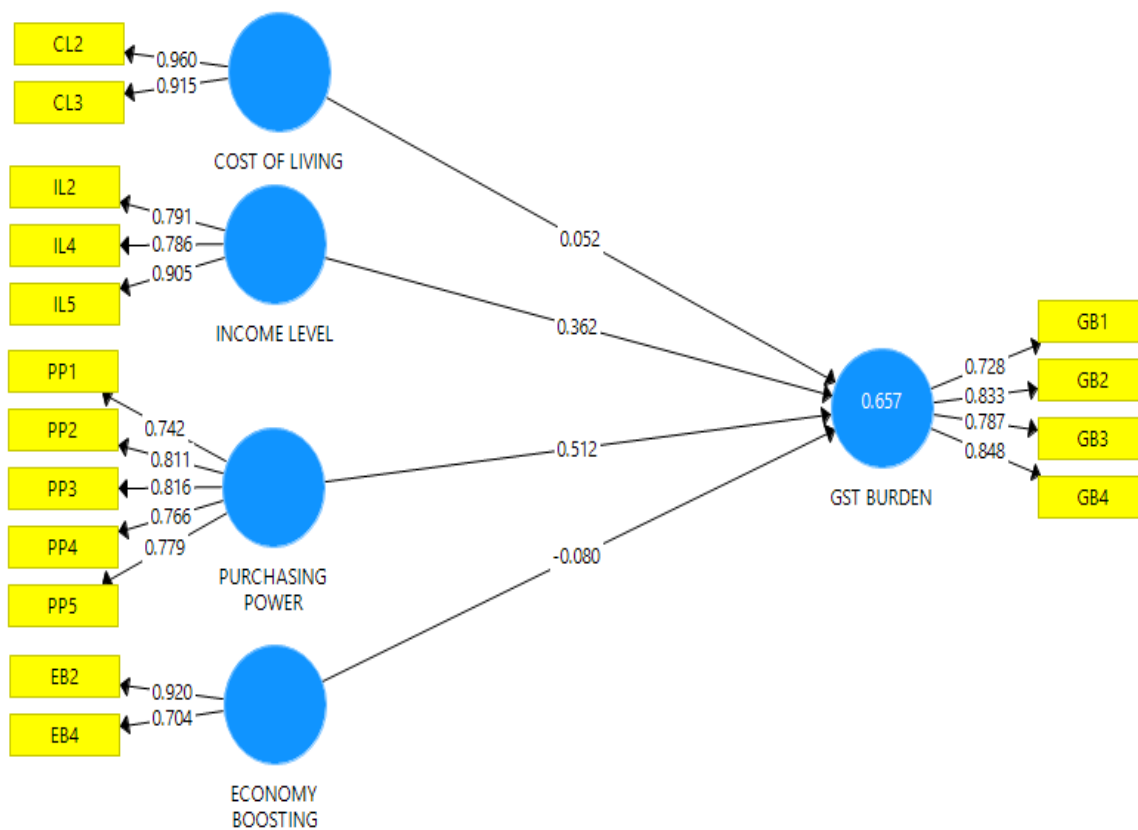 CL2
0.960
0.915
CL3
COST OF LIVING
IL2
0.791
IL4
0.786
0.905
IL5
INCOME LEVEL
PP1
0.742
PP2
0.811
PP3
0.816
PP4
0.766
0.779
PP5
PURCHASING
POWER
EB2
0.920
0.704
EB4
ECONOMY
BOOSTING
0.052
0.362
0.512
-0.080
0.657
GST BURDEN
GB1
0.728
GB2
0.833
0.787
GB3
0.848
GB4